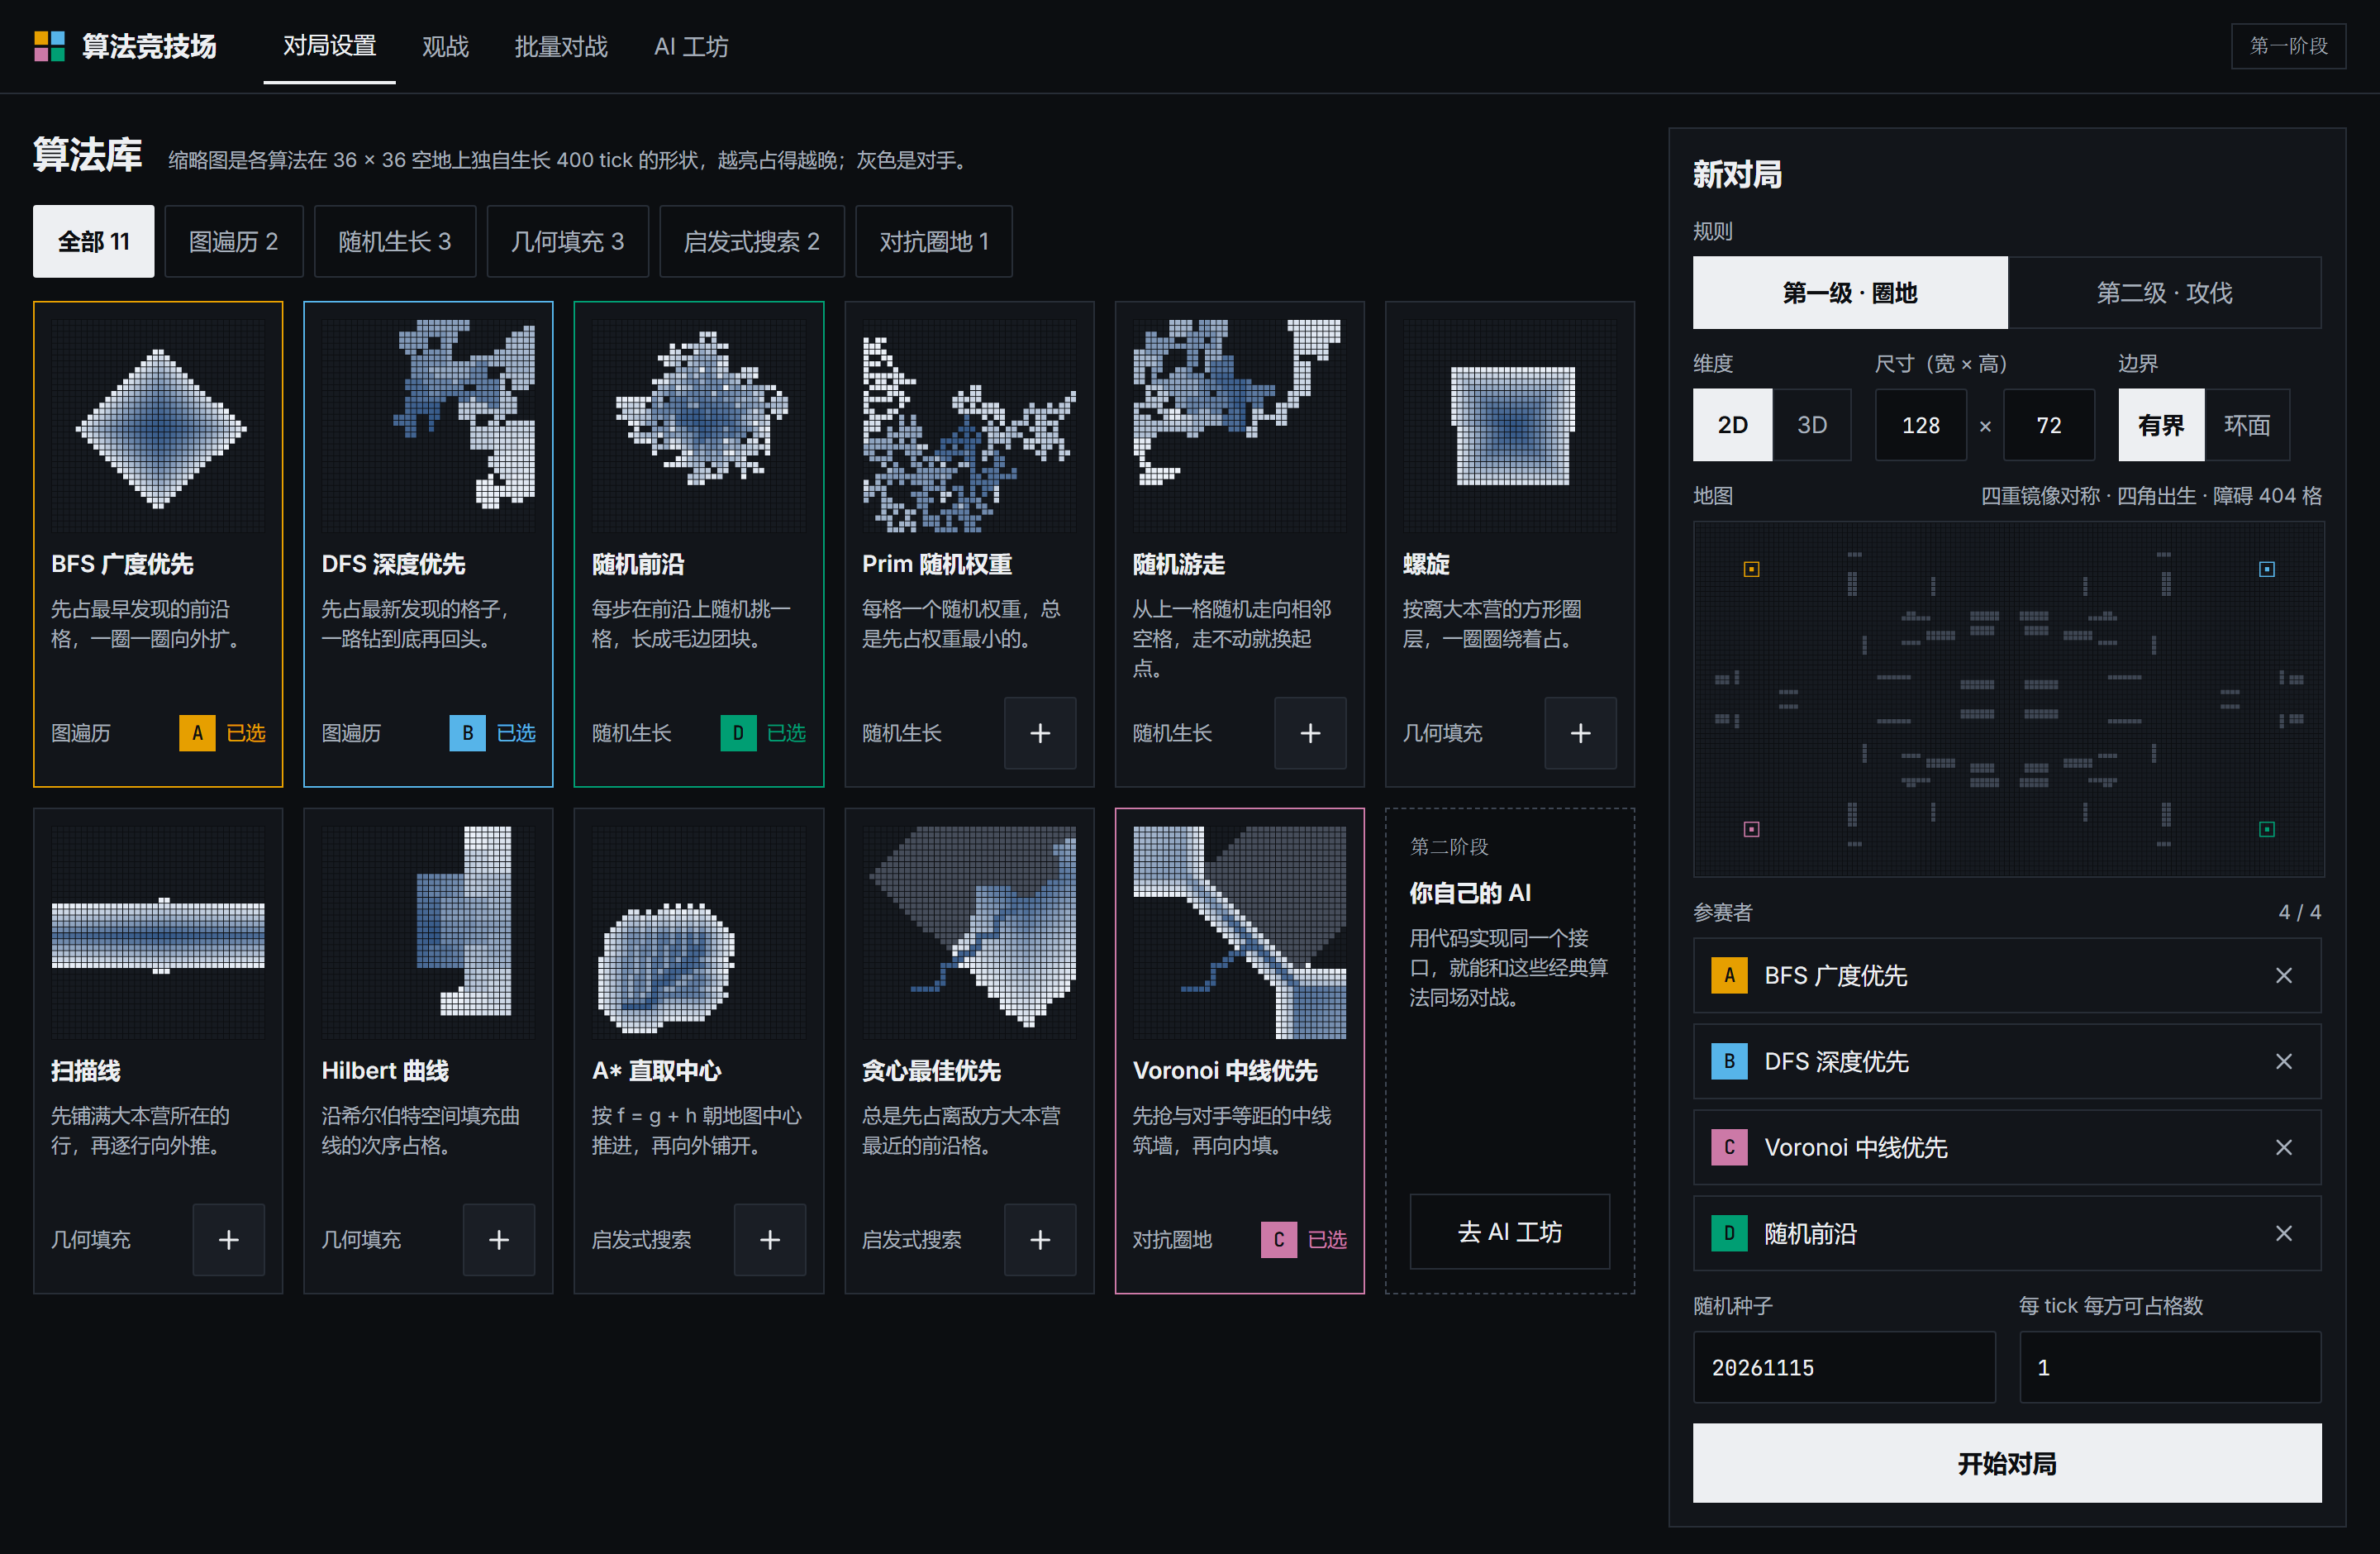 算法竞技场
对局设置
观战
批量对战
AI 工坊
第一阶段
算法库
缩略图是各算法在 36 × 36 空地上独自生长 400 tick 的形状，越亮占得越晚；灰色是对手。
全部 11
图遍历 2
随机生长 3
几何填充 3
启发式搜索 2
对抗圈地 1
BFS 广度优先
先占最早发现的前沿
格，一圈一圈向外扩。
图遍历
A
已选
DFS 深度优先
先占最新发现的格子，
一路钻到底再回头。
图遍历
B
已选
随机前沿
每步在前沿上随机挑一
格，长成毛边团块。
随机生长
D
已选
Prim 随机权重
每格一个随机权重，总
是先占权重最小的。
随机生长
+
随机游走
从上一格随机走向相邻
空格，走不动就换起
点。
随机生长
+
螺旋
按离大本营的方形圈
层，一圈圈绕着占。
几何填充
+
扫描线
先铺满大本营所在的
行，再逐行向外推。
几何填充
+
Hilbert 曲线
沿希尔伯特空间填充曲
线的次序占格。
几何填充
+
A* 直取中心
按 f = g + h 朝地图中心
推进，再向外铺开。
启发式搜索
+
贪心最佳优先
总是先占离敌方大本营
最近的前沿格。
启发式搜索
+
Voronoi 中线优先
先抢与对手等距的中线
筑墙，再向内填。
对抗圈地
C
已选
第二阶段
你自己的 AI
用代码实现同一个接
口，就能和这些经典算
法同场对战。
去 AI 工坊
新对局
规则
第一级 · 圈地
第二级 · 攻伐
维度
尺寸（宽 × 高）
边界
2D
3D
128
×
72
有界
环面
地图
四重镜像对称 · 四角出生 · 障碍 404 格
参赛者
4 / 4
A
BFS 广度优先
×
B
DFS 深度优先
×
C
Voronoi 中线优先
×
D
随机前沿
×
随机种子
每 tick 每方可占格数
20261115
1
开始对局